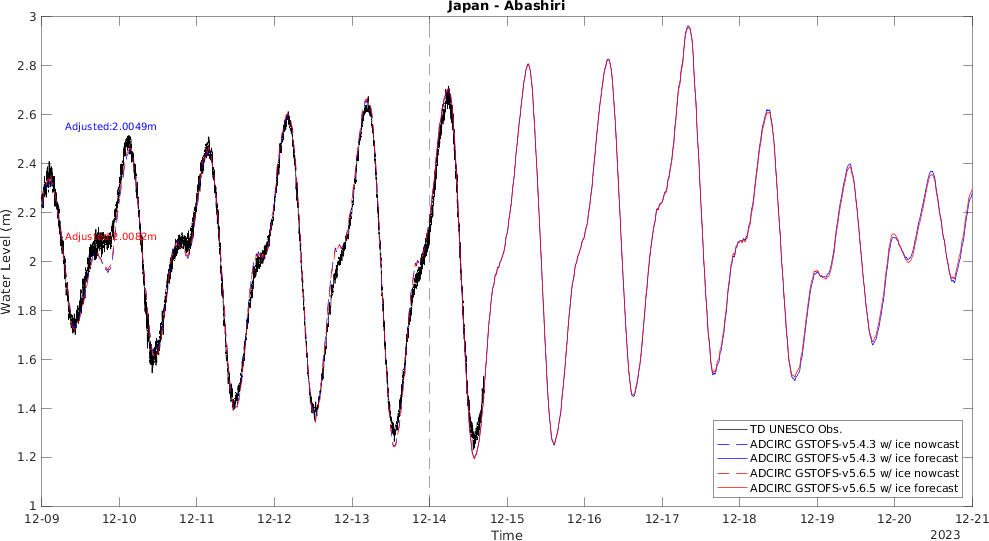 Japan - Abashiri
3
2.8
2.6
2.4
2.2
2
1.8
1.6
1.4
1.2
1
Water Level (m)
Adjusted:2.0049m
Adjusted:2.0082m
TD UNESCO Obs.
ADCIRC GSTOFS-v5.4.3 w/ ice nowcast
ADCIRC GSTOFS-v5.4.3 w/ ice forecast
ADCIRC GSTOFS-v5.6.5 w/ ice nowcast
ADCIRC GSTOFS-v5.6.5 w/ ice forecast
12-09 12-10 12-11 12-12 12-13 12-14 12-15 12-16 12-17 12-18 12-19 12-20 12-21
Time
2023